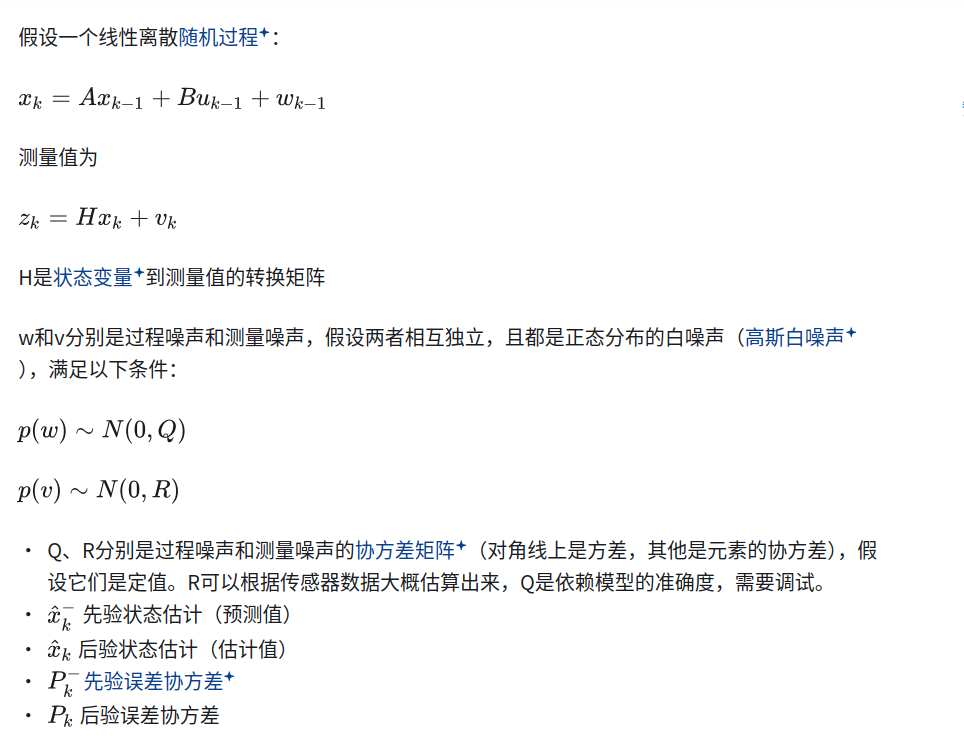 假设一个线性离散随机过程✦：
x_k = Ax_{k−1} + Bu_{k−1} + w_{k−1}
测量值为
z_k = Hx_k + v_k
H是状态变量✦到测量值的转换矩阵
w和v分别是过程噪声和测量噪声，假设两者相互独立，且都是正态分布的白噪声（高斯白噪声✦
），满足以下条件：
p(w) ∼ N(0, Q)
p(v) ∼ N(0, R)
• Q、R分别是过程噪声和测量噪声的协方差矩阵✦（对角线上是方差，其他是元素的协方差），假
设它们是定值。R可以根据传感器数据大概估算出来，Q是依赖模型的准确度，需要调试。
• x̂_k^− 先验状态估计（预测值）
• x̂_k 后验状态估计（估计值）
• P_k^− 先验误差协方差✦
• P_k 后验误差协方差